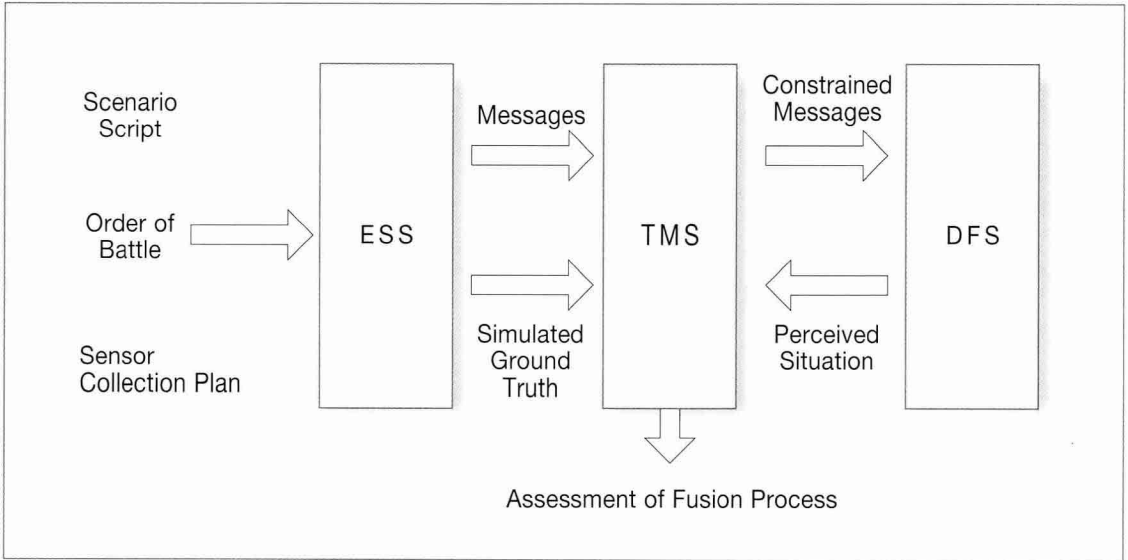 Scenario
Script
Order of
Battle
Sensor
Collection Plan
ESS
Messages
Simulated
Ground
Truth
TMS
Constrained
Messages
Perceived
Situation
DFS
Assessment of Fusion Process